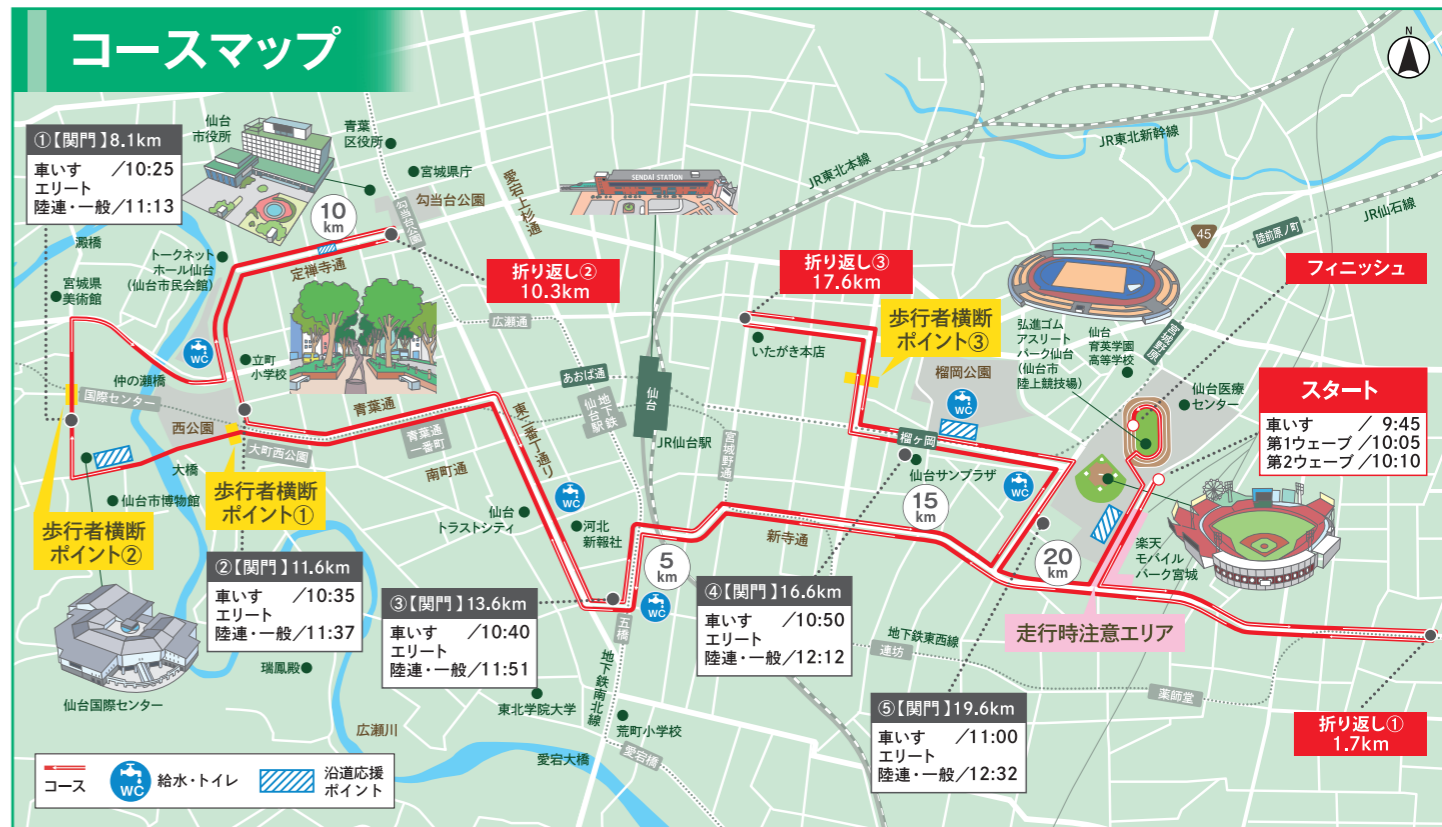 コースマップ
N
①【関門】8.1km
車いす ／10:25
エリート
陸連・一般／11:13
仙台
市役所
青葉
区役所
宮城県庁
勾当台公園
勾当台公園
愛宕上杉通
SENDAI STATION
JR東北本線
JR東北新幹線
JR仙石線
45
陸前原ノ町
10
km
澱橋
トークネット
ホール仙台
(仙台市民会館)
定禅寺通
宮城県
美術館
折り返し②
10.3km
折り返し③
17.6km
フィニッシュ
広瀬通
いたがき本店
歩行者横断
ポイント③
弘進ゴム
アスリート
パーク仙台
(仙台市
陸上競技場)
仙台
育英学園
高等学校
宮城野原
WC
立町
小学校
仲の瀬橋
国際センター
あおば通
地下鉄
仙台駅
仙台
榴岡公園
WC
仙台医療
センター
スタート
車いす ／ 9:45
第1ウェーブ／10:05
第2ウェーブ／10:10
西公園
青葉通
青葉通
一番町
東二番丁通り
JR仙台駅
宮城野通
榴ヶ岡
仙台サンプラザ
大橋
大町西公園
南町通
仙台市博物館
歩行者横断
ポイント①
歩行者横断
ポイント②
WC
仙台
トラストシティ
河北
新報社
WC
15
km
新寺通
5
km
20
km
楽天
モバイル
パーク宮城
②【関門】11.6km
車いす ／10:35
エリート
陸連・一般／11:37
③【関門】13.6km
車いす ／10:40
エリート
陸連・一般／11:51
WC
④【関門】16.6km
車いす ／10:50
エリート
陸連・一般／12:12
走行時注意エリア
五橋
地下鉄東西線
連坊
薬師堂
瑞鳳殿
地下鉄南北線
仙台国際センター
東北学院大学
荒町小学校
広瀬川
愛宕大橋
愛宕橋
⑤【関門】19.6km
車いす ／11:00
エリート
陸連・一般／12:32
折り返し①
1.7km
コース
WC
給水・トイレ
沿道応援
ポイント